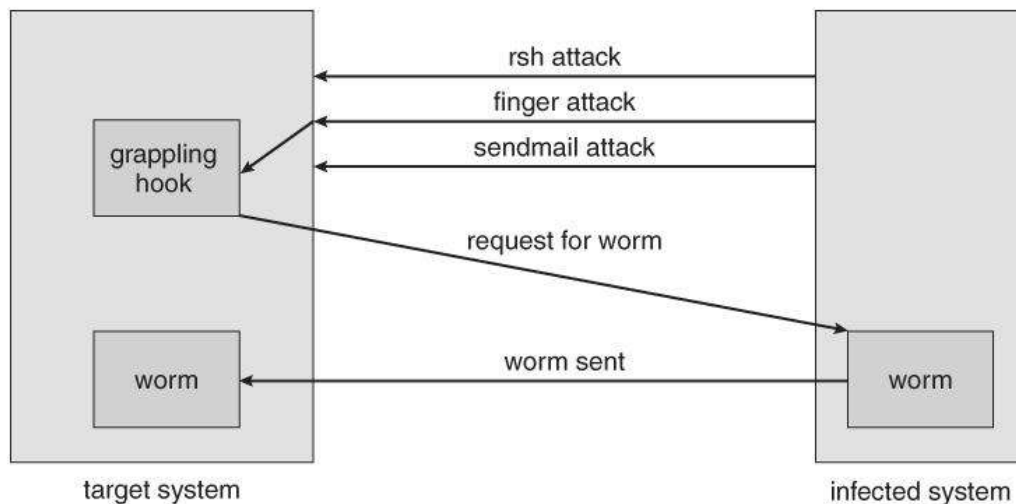 rsh attack
finger attack
sendmail attack
grappling
hook
request for worm
worm sent
worm
worm
target system
infected system